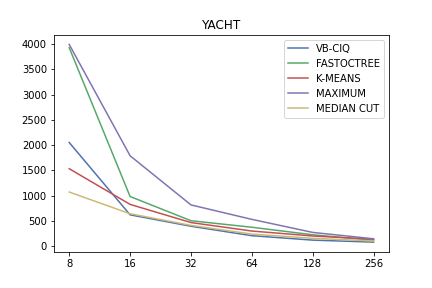 YACHT
VB-CIQ
FASTOCTREE
K-MEANS
MAXIMUM
MEDIAN CUT
4000
3500
3000
2500
2000
1500
1000
500
0
8 16 32 64 128 256